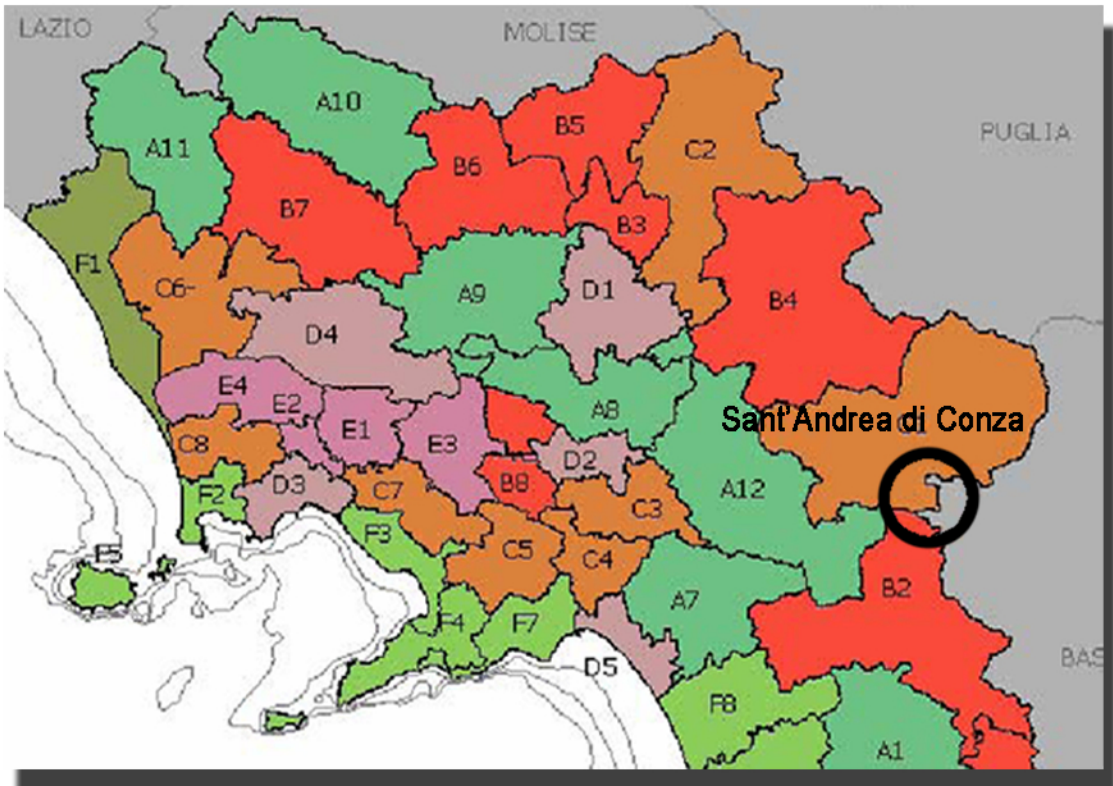 LAZIO
MOLISE
A10
B5
PUGLIA
A11
C2
B6
B7
B3
F1
C6-
A9
D1
B4
D4
E4
E2
A8
Sant'Andrea di Conza
E1
E3
C8
D2
D3
C7
B8
A12
F2
C3
F3
C5
C4
F5
B2
A7
F4
F7
BAS
D5
F8
A1